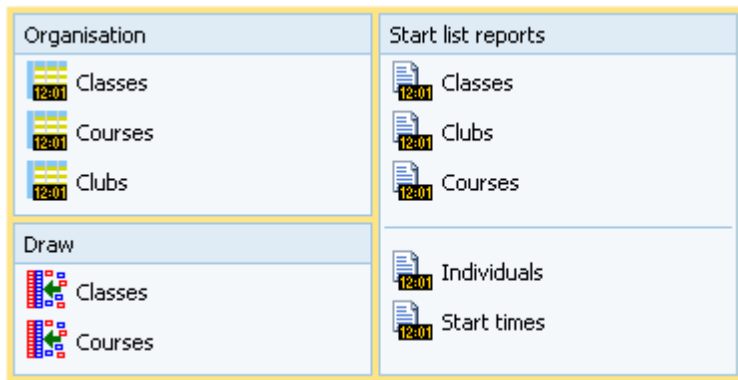 Organisation
12:01 Classes
12:01 Courses
12:01 Clubs
Draw
Classes
Courses
Start list reports
12:01 Classes
12:01 Clubs
12:01 Courses
12:01 Individuals
12:01 Start times